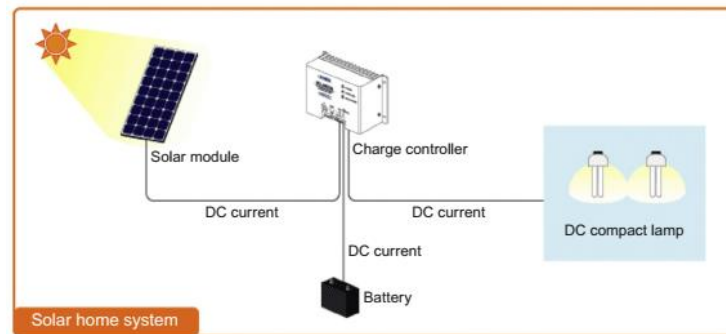 Solar module
Charge controller
DC current
DC current
DC compact lamp
DC current
Battery
Solar home system